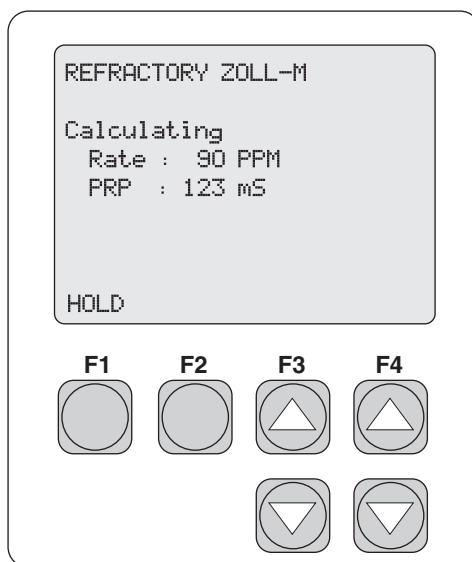 REFRACTORY ZOLL-M
Calculating
Rate : 90 PPM
PRP : 123 mS
HOLD
F1 F2 F3 F4